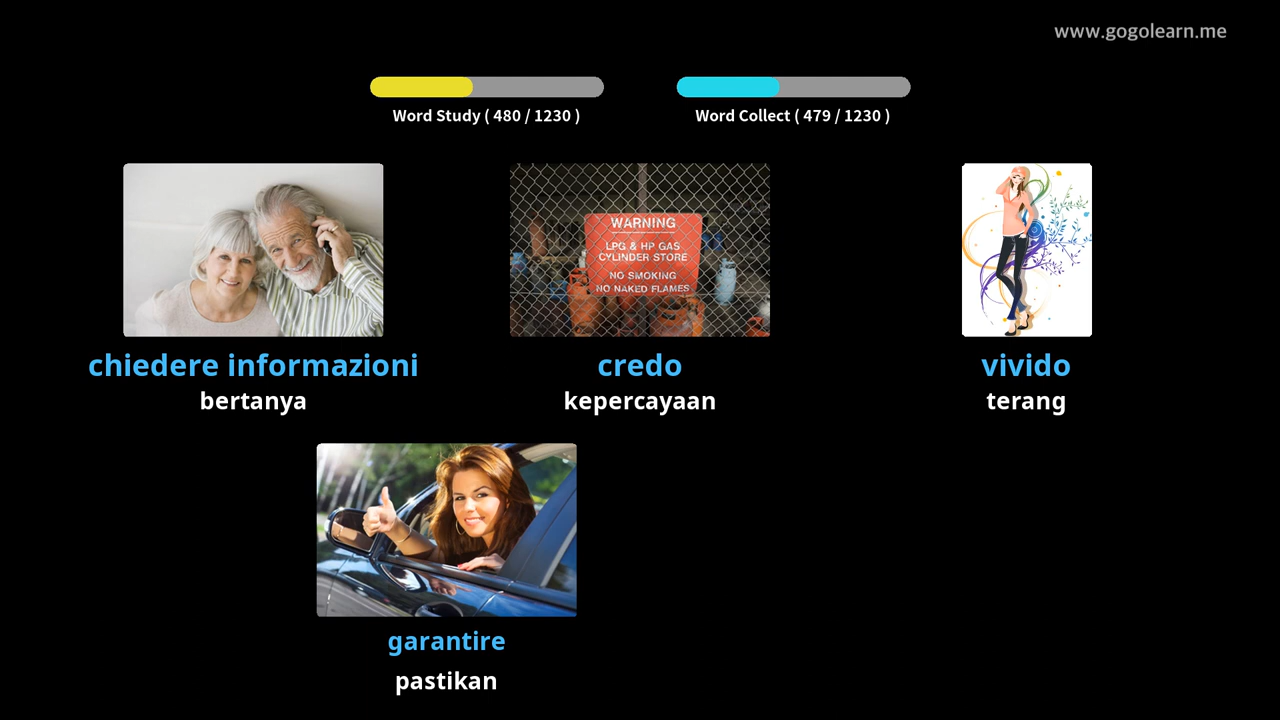 www.gogolearn.me
Word Study ( 480 / 1230 )
Word Collect ( 479 / 1230 )
WARNING
LPG & HP GAS
CYLINDER STORE
NO SMOKING
NO NAKED FLAMES
chiedere informazioni
bertanya
credo
kepercayaan
vivido
terang
garantire
pastikan